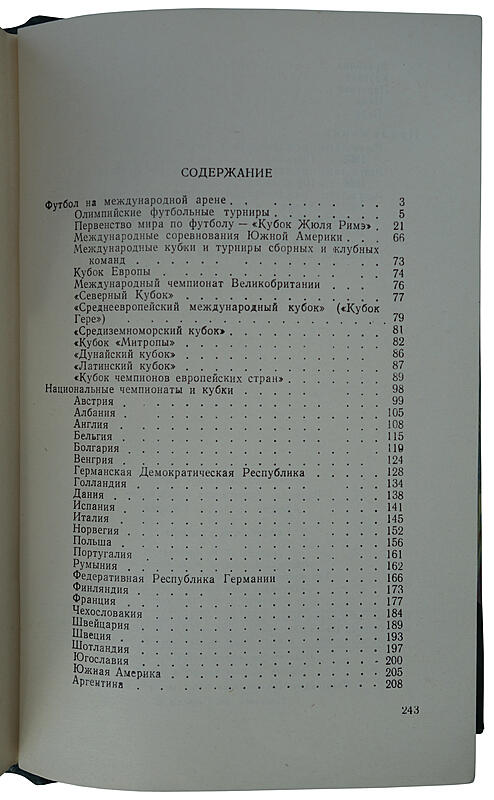 СОДЕРЖАНИЕ
Футбол на международной арене . . . . . . . 3
Олимпийские футбольные турниры . . . . . . . 5
Первенство мира по футболу — «Кубок Жюля Римэ» . 21
Международные соревнования Южной Америки . . 66
Международные кубки и турниры сборных и клубных
команд . . . . . . . . . . . . 73
Кубок Европы . . . . . . . . . . . 74
Международный чемпионат Великобритании . . . . 76
«Северный Кубок» . . . . . . . . . . 77
«Среднеевропейский международный кубок» («Кубок
Гере») . . . . . . . . . . . . 79
«Средиземноморский кубок» . . . . . . . . 81
«Кубок «Митропы» . . . . . . . . . . 82
«Дунайский кубок» . . . . . . . . . . 86
«Латинский кубок» . . . . . . . . . . 87
«Кубок чемпионов европейских стран» . . . . . 89
Национальные чемпионаты и кубки . . . . . . . 98
Австрия . . . . . . . . . . . . 99
Албания . . . . . . . . . . . . 105
Англия . . . . . . . . . . . . 108
Бельгия . . . . . . . . . . . . 115
Болгария . . . . . . . . . . . . 119
Венгрия . . . . . . . . . . . . 124
Германская Демократическая Республика . . . . 128
Голландия . . . . . . . . . . . 134
Дания . . . . . . . . . . . . 138
Испания . . . . . . . . . . . . 141
Италия . . . . . . . . . . . . 145
Норвегия . . . . . . . . . . . . 152
Польша . . . . . . . . . . . . 156
Португалия . . . . . . . . . . . 161
Румыния . . . . . . . . . . . . 162
Федеративная Республика Германии . . . . . 166
Финляндия . . . . . . . . . . . 173
Франция . . . . . . . . . . . . 177
Чехословакия . . . . . . . . . . 184
Швейцария . . . . . . . . . . . 189
Швеция . . . . . . . . . . . . 193
Шотландия . . . . . . . . . . . 197
Югославия . . . . . . . . . . . 200
Южная Америка . . . . . . . . . . 205
Аргентина . . . . . . . . . . . 208
243